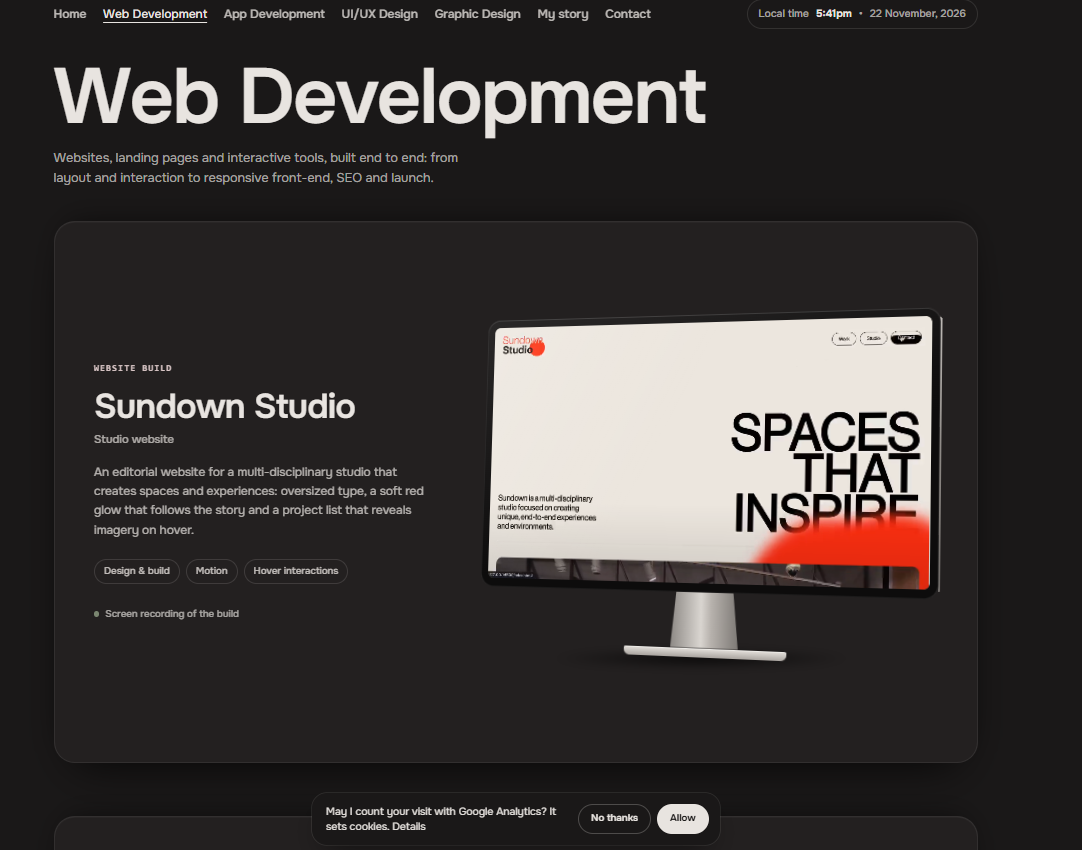 Home Web Development App Development UI/UX Design Graphic Design My story Contact
Local time 5:41pm • 22 November, 2026
Web Development
Websites, landing pages and interactive tools, built end to end: from
layout and interaction to responsive front-end, SEO and launch.
WEBSITE BUILD
Sundown Studio
Studio website
An editorial website for a multi-disciplinary studio that
creates spaces and experiences: oversized type, a soft red
glow that follows the story and a project list that reveals
imagery on hover.
Design & build Motion Hover interactions
Screen recording of the build
Sundown
Studio
Work Studio Contact
SPACES
THAT
INSPIRE
Sundown is a multi-disciplinary
studio focused on creating
unique, end-to-end experiences
and environments.
May I count your visit with Google Analytics? It
sets cookies. Details
No thanks Allow